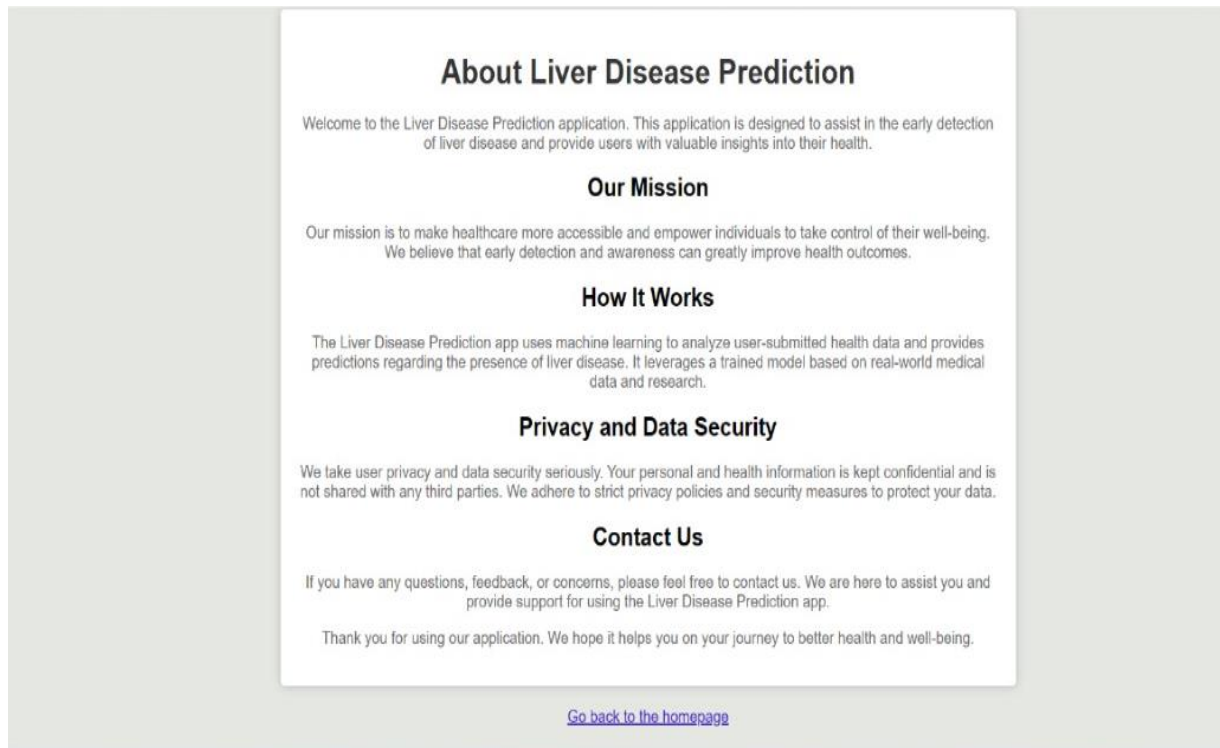 About Liver Disease Prediction
Welcome to the Liver Disease Prediction application. This application is designed to assist in the early detection
of liver disease and provide users with valuable insights into their health.
Our Mission
Our mission is to make healthcare more accessible and empower individuals to take control of their well-being.
We believe that early detection and awareness can greatly improve health outcomes.
How It Works
The Liver Disease Prediction app uses machine learning to analyze user-submitted health data and provides
predictions regarding the presence of liver disease. It leverages a trained model based on real-world medical
data and research.
Privacy and Data Security
We take user privacy and data security seriously. Your personal and health information is kept confidential and is
not shared with any third parties. We adhere to strict privacy policies and security measures to protect your data.
Contact Us
If you have any questions, feedback, or concerns, please feel free to contact us. We are here to assist you and
provide support for using the Liver Disease Prediction app.
Thank you for using our application. We hope it helps you on your journey to better health and well-being.
Go back to the homepage